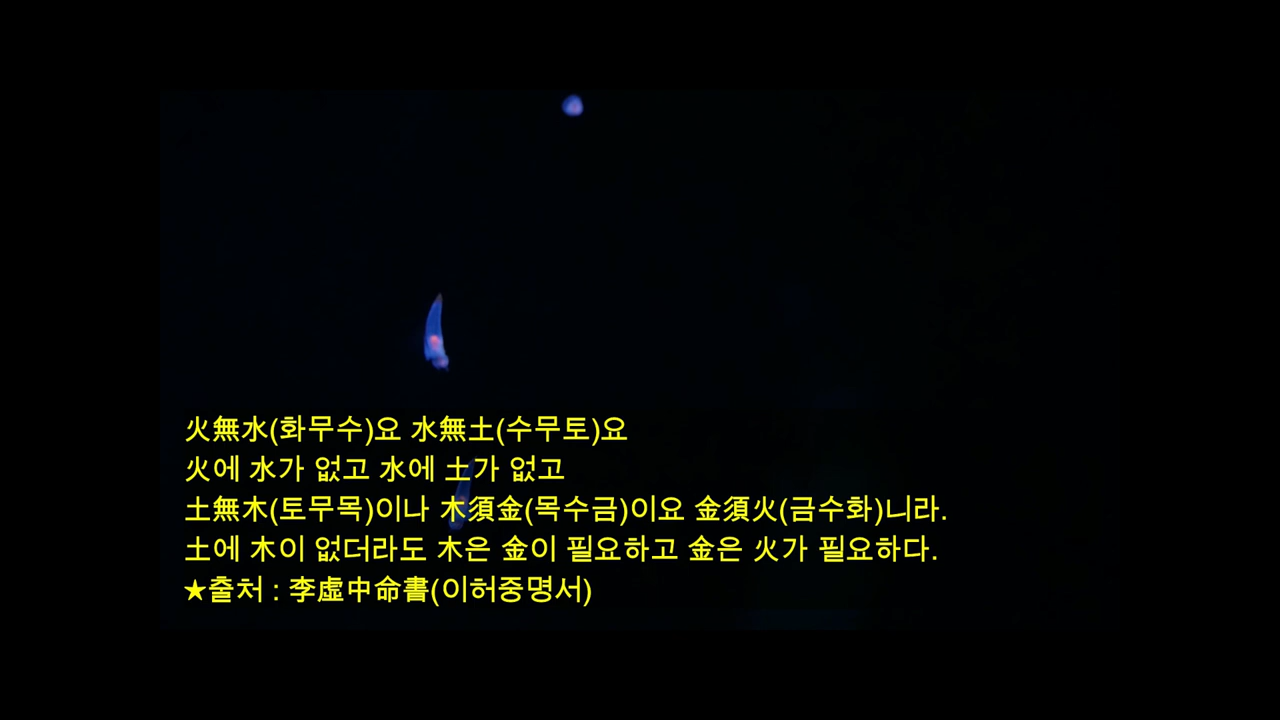 火無水(화무수)요 水無土(수무토)요
火에 水가 없고 水에 土가 없고
土無木(토무목)이나 木須金(목수금)이요 金須火(금수화)니라.
土에 木이 없더라도 木은 金이 필요하고 金은 火가 필요하다.
★출처 : 李虛中命書(이허중명서)